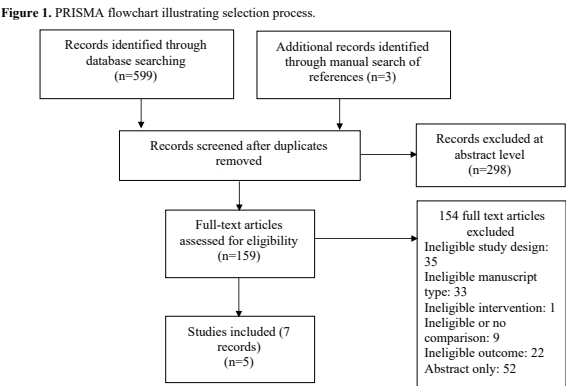 Figure 1. PRISMA flowchart illustrating selection process.
Records identified through
database searching
(n=599)
Additional records identified
through manual search of
references (n=3)
Records screened after duplicates
removed
Records excluded at
abstract level
(n=298)
Full-text articles
assessed for eligibility
(n=159)
154 full text articles
excluded
Ineligible study design:
35
Ineligible manuscript
type: 33
Ineligible intervention: 1
Ineligible or no
comparison: 9
Ineligible outcome: 22
Abstract only: 52
Studies included (7
records)
(n=5)